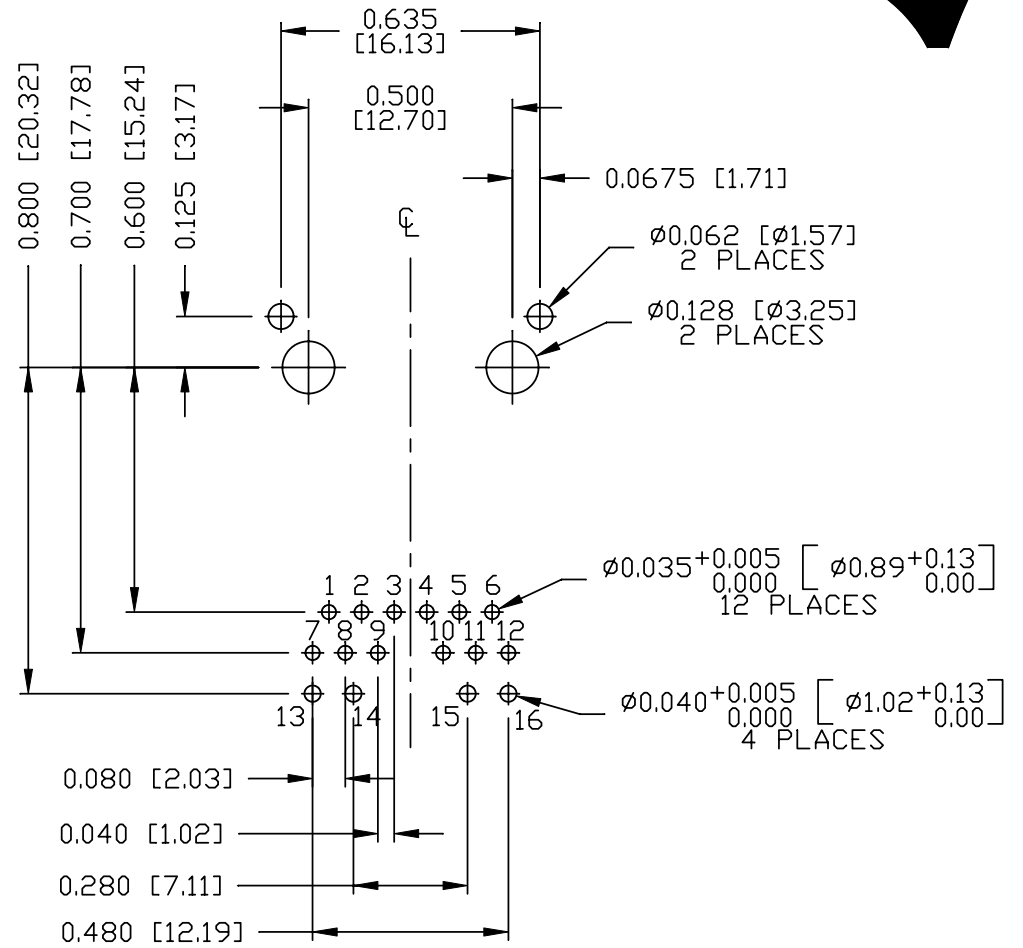 0.635
[16.13]
0.500
[12.70]
0.800 [20.32]
0.700 [17.78]
0.600 [15.24]
0.125 [3.17]
0.0675 [1.71]
℄
ø0.062 [ø1.57]
2 PLACES
ø0.128 [ø3.25]
2 PLACES
ø0.035+0.005 [ø0.89+0.13]
0.000 0.00
12 PLACES
1 2 3 4 5 6
7 8 9 10 11 12
ø0.040+0.005 [ø1.02+0.13]
0.000 0.00
4 PLACES
13 14 15 16
0.080 [2.03]
0.040 [1.02]
0.280 [7.11]
0.480 [12.19]